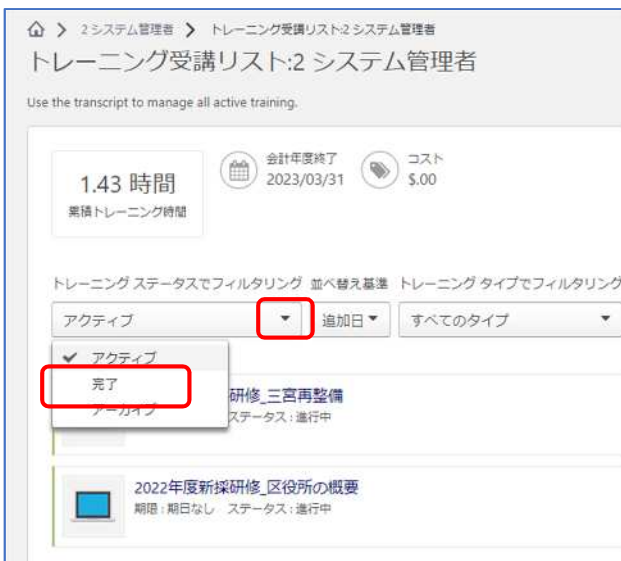 2 システム管理者 トレーニング受講リスト:2 システム管理者
トレーニング受講リスト:2 システム管理者
Use the transcript to manage all active training.
1.43 時間
累積トレーニング時間
会計年度終了
2023/03/31
コスト
$.00
トレーニング ステータスでフィルタリング 並べ替え基準 トレーニング タイプでフィルタリング
アクティブ 追加日 すべてのタイプ
アクティブ
完了
アーカイブ
研修_三宮再整備
ステータス : 進行中
2022年度新採研修_区役所の概要
期限 : 期日なし ステータス : 進行中